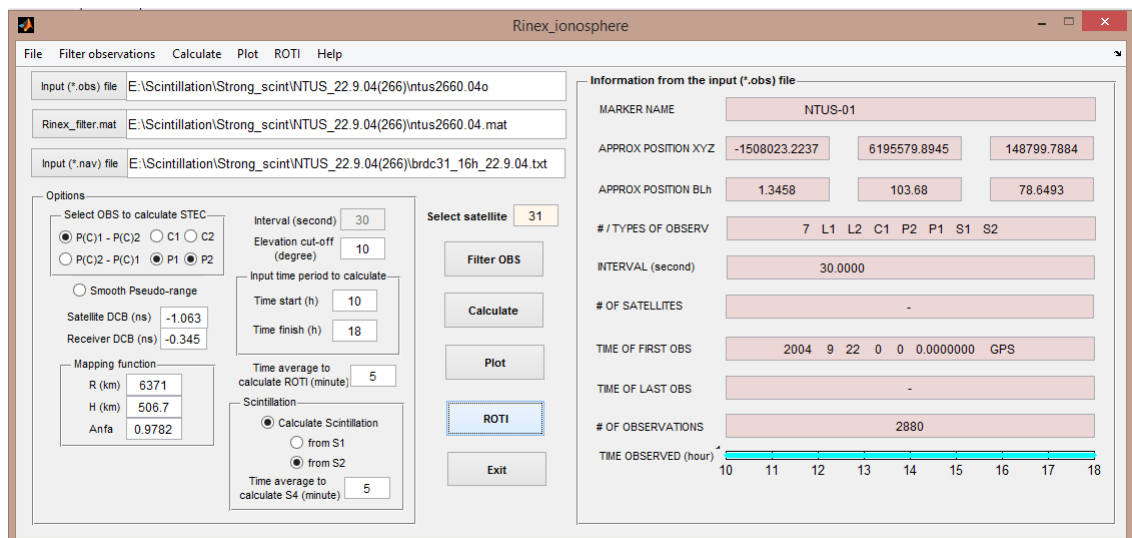 Rinex_ionosphere
File Filter observations Calculate Plot ROTI Help
Input (*.obs) file E:\Scintillation\Strong_scint\NTUS_22.9.04(266)\ntus2660.04o
Rinex_filter.mat E:\Scintillation\Strong_scint\NTUS_22.9.04(266)\ntus2660.04.mat
Input (*.nav) file E:\Scintillation\Strong_scint\NTUS_22.9.04(266)\brdc31_16h_22.9.04.txt
Options
Select OBS to calculate STEC
P(C)1 - P(C)2 C1 C2
P(C)2 - P(C)1 P1 P2
Smooth Pseudo-range
Satellite DCB (ns) -1.063
Receiver DCB (ns) -0.345
Mapping function
R (km) 6371
H (km) 506.7
Anfa 0.9782
Interval (second) 30
Elevation cut-off
(degree) 10
Input time period to calculate
Time start (h) 10
Time finish (h) 18
Time average to
calculate ROTI (minute) 5
Scintillation
Calculate Scintillation
from S1
from S2
Time average to
calculate S4 (minute) 5
Select satellite 31
Filter OBS
Calculate
Plot
ROTI
Exit
Information from the input (*.obs) file
MARKER NAME NTUS-01
APPROX POSITION XYZ -1508023.2237 6195579.8945 148799.7884
APPROX POSITION BLh 1.3458 103.68 78.6493
# / TYPES OF OBSERV 7 L1 L2 C1 P2 P1 S1 S2
INTERVAL (second) 30.0000
# OF SATELLITES -
TIME OF FIRST OBS 2004 9 22 0 0 0.0000000 GPS
TIME OF LAST OBS -
# OF OBSERVATIONS 2880
TIME OBSERVED (hour)
10 11 12 13 14 15 16 17 18